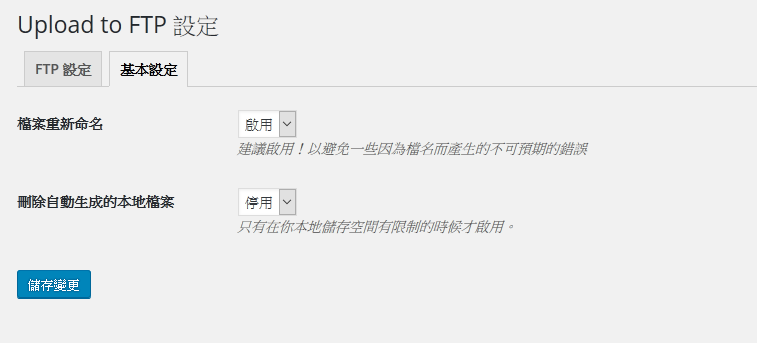 Upload to FTP 設定
FTP 設定
基本設定
檔案重新命名
啟用
建議啟用！以避免一些因為檔名而產生的不可預期的錯誤
刪除自動生成的本地檔案
停用
只有在你本地儲存空間有限制的時候才啟用。
儲存變更